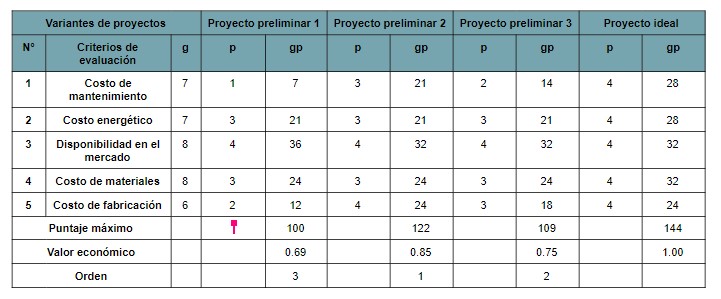 Variantes de proyectos Proyecto preliminar 1 Proyecto preliminar 2 Proyecto preliminar 3 Proyecto ideal
N° Criterios de evaluación g p gp p gp p gp p gp
1 Costo de mantenimiento 7 1 7 3 21 2 14 4 28
2 Costo energético 7 3 21 3 21 3 21 4 28
3 Disponibilidad en el mercado 8 4 36 4 32 4 32 4 32
4 Costo de materiales 8 3 24 3 24 3 24 4 32
5 Costo de fabricación 6 2 12 4 24 3 18 4 24
Puntaje máximo 100 122 109 144
Valor económico 0.69 0.85 0.75 1.00
Orden 3 1 2